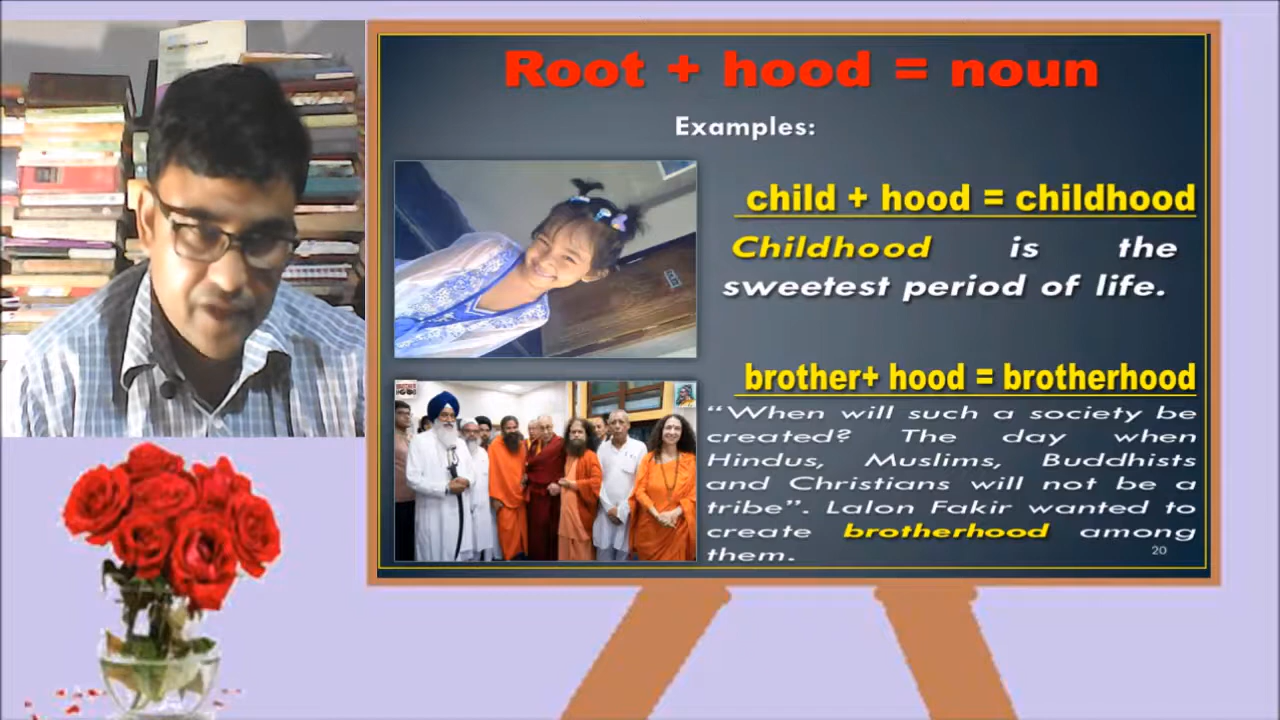 Root + hood = noun
Examples:
child + hood = childhood
Childhood is the
sweetest period of life.
brother+ hood = brotherhood
“When will such a society be
created? The day when
Hindus, Muslims, Buddhists
and Christians will not be a
tribe”. Lalon Fakir wanted to
create brotherhood among
them.
20